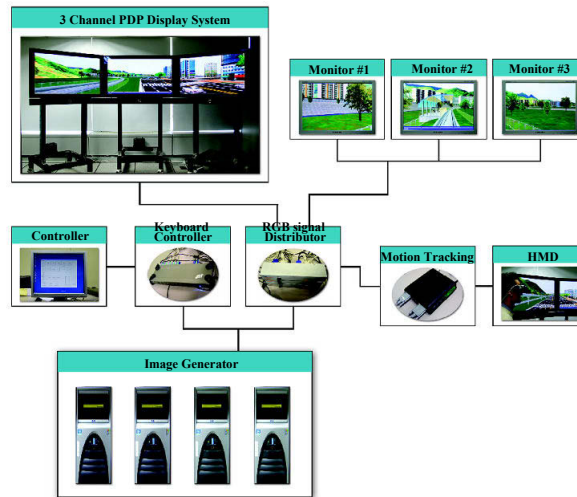 3 Channel PDP Display System
Monitor #1
Monitor #2
Monitor #3
Controller
Keyboard
Controller
RGB signal
Distributor
Motion Tracking
HMD
Image Generator